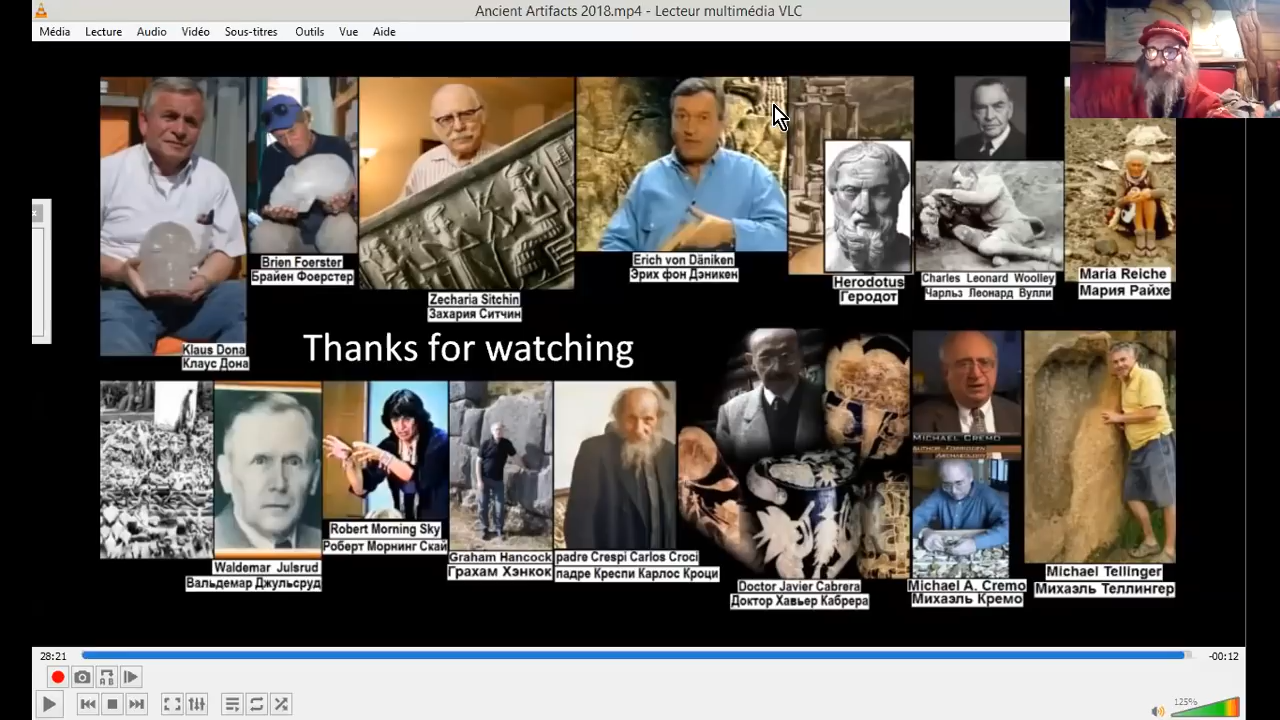 Ancient Artifacts 2018.mp4 - Lecteur multimédia VLC
Média Lecture Audio Vidéo Sous-titres Outils Vue Aide
Brien Foerster
Брайен Фоерстер
Zecharia Sitchin
Захария Ситчин
Erich von Däniken
Эрих фон Дэникен
Herodotus
Геродот
Charles Leonard Woolley
Чарльз Леонард Вулли
Maria Reiche
Мария Райхе
Klaus Dona
Клаус Дона
Thanks for watching
Waldemar Julsrud
Вальдемар Джульсруд
Robert Morning Sky
Роберт Морнинг Скай
Graham Hancock
Грахам Хэнкок
padre Crespi Carlos Croci
падре Креспи Карлос Кроци
Doctor Javier Cabrera
Доктор Хавьер Кабрера
MICHAEL CREMO
AUTHOR, FORBIDDEN
ARCHAEOLOGY
Michael A. Cremo
Михаэль Кремо
Michael Tellinger
Михаэль Теллингер
28:21
-00:12
125%